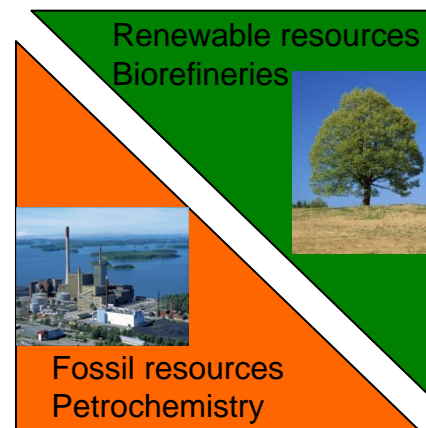 Renewable resources
Biorefineries
Fossil resources
Petrochemistry